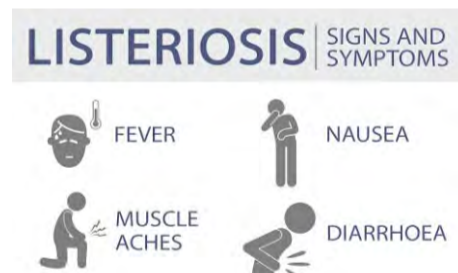 LISTERIOSIS
SIGNS AND
SYMPTOMS
FEVER
NAUSEA
MUSCLE
ACHES
DIARRHOEA